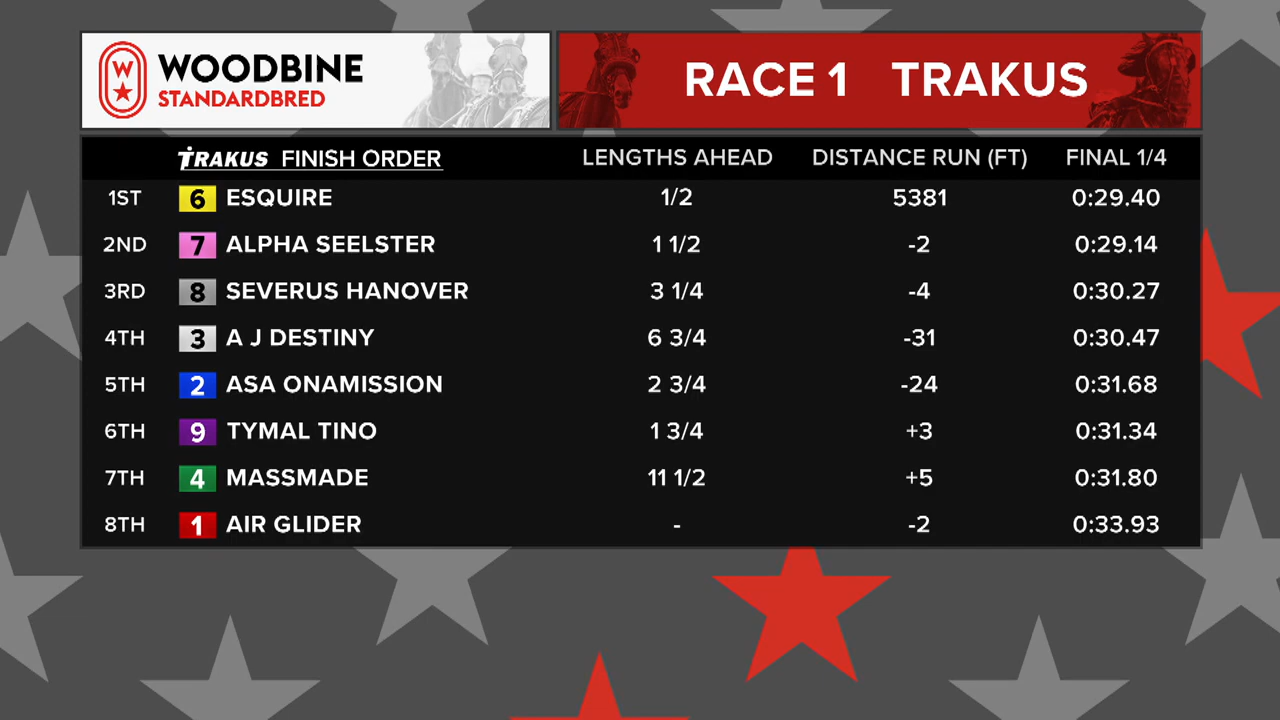 W WOODBINE
STANDARDBRED
RACE 1 TRAKUS
TRAKUS FINISH ORDER LENGTHS AHEAD DISTANCE RUN (FT) FINAL 1/4
1ST 6 ESQUIRE 1/2 5381 0:29.40
2ND 7 ALPHA SEELSTER 1 1/2 -2 0:29.14
3RD 8 SEVERUS HANOVER 3 1/4 -4 0:30.27
4TH 3 A J DESTINY 6 3/4 -31 0:30.47
5TH 2 ASA ONAMISSION 2 3/4 -24 0:31.68
6TH 9 TYMAL TINO 1 3/4 +3 0:31.34
7TH 4 MASSMADE 11 1/2 +5 0:31.80
8TH 1 AIR GLIDER - -2 0:33.93